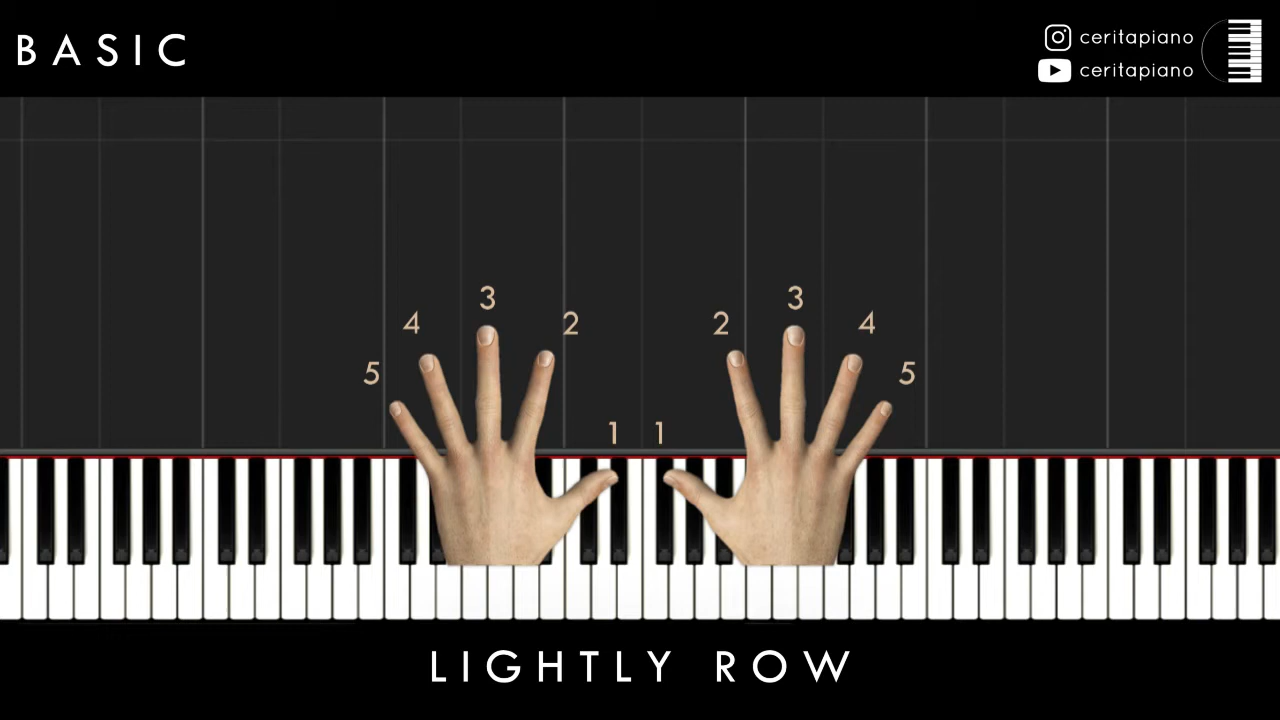 BASIC
ceritapiano
ceritapiano
3 3
4 2 2 4
5 5
1 1
LIGHTLY ROW